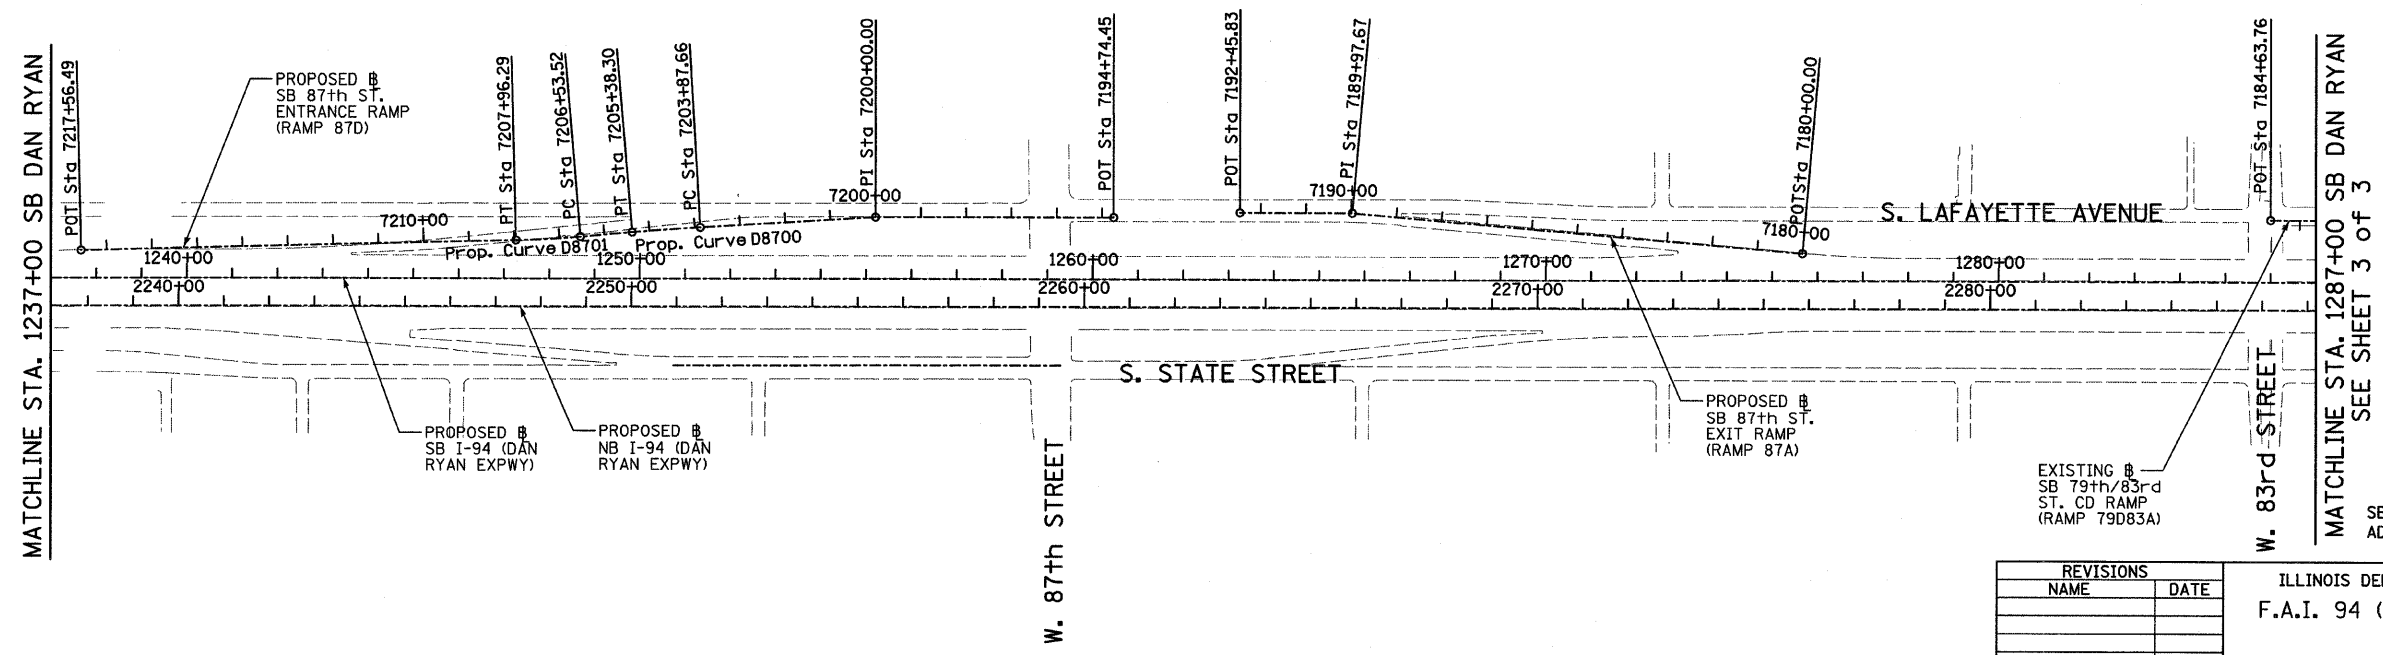 MATCHLINE STA. 1237+00 SB DAN RYAN
POT Sta 7217+56.49
PROPOSED ⅊
SB 87th ST.
ENTRANCE RAMP
(RAMP 87D)
PT Sta 7207+96.29
PC Sta 7206+53.52
PT Sta 7205+38.30
PC Sta 7203+87.66
PI Sta 7200+00.00
POT Sta 7194+74.45
POT Sta 7192+45.83
PI Sta 7189+97.67
POTSta 7180+00.00
POT Sta 7184+63.76
MATCHLINE STA. 1287+00 SB DAN RYAN
SEE SHEET 3 of 3
7210+00
7200+00
7190+00
7180+00
S. LAFAYETTE AVENUE
Prop. Curve D8701
Prop. Curve D8700
1240+00
1250+00
1260+00
1270+00
1280+00
2240+00
2250+00
2260+00
2270+00
2280+00
S. STATE STREET
PROPOSED ⅊
SB I-94 (DAN
RYAN EXPWY)
PROPOSED ⅊
NB I-94 (DAN
RYAN EXPWY)
W. 87th STREET
PROPOSED ⅊
SB 87th ST.
EXIT RAMP
(RAMP 87A)
EXISTING ⅊
SB 79th/83rd
ST. CD RAMP
(RAMP 79D83A)
W. 83rd STREET
SE
AD
REVISIONS
NAME DATE
ILLINOIS DE
F.A.I. 94 (